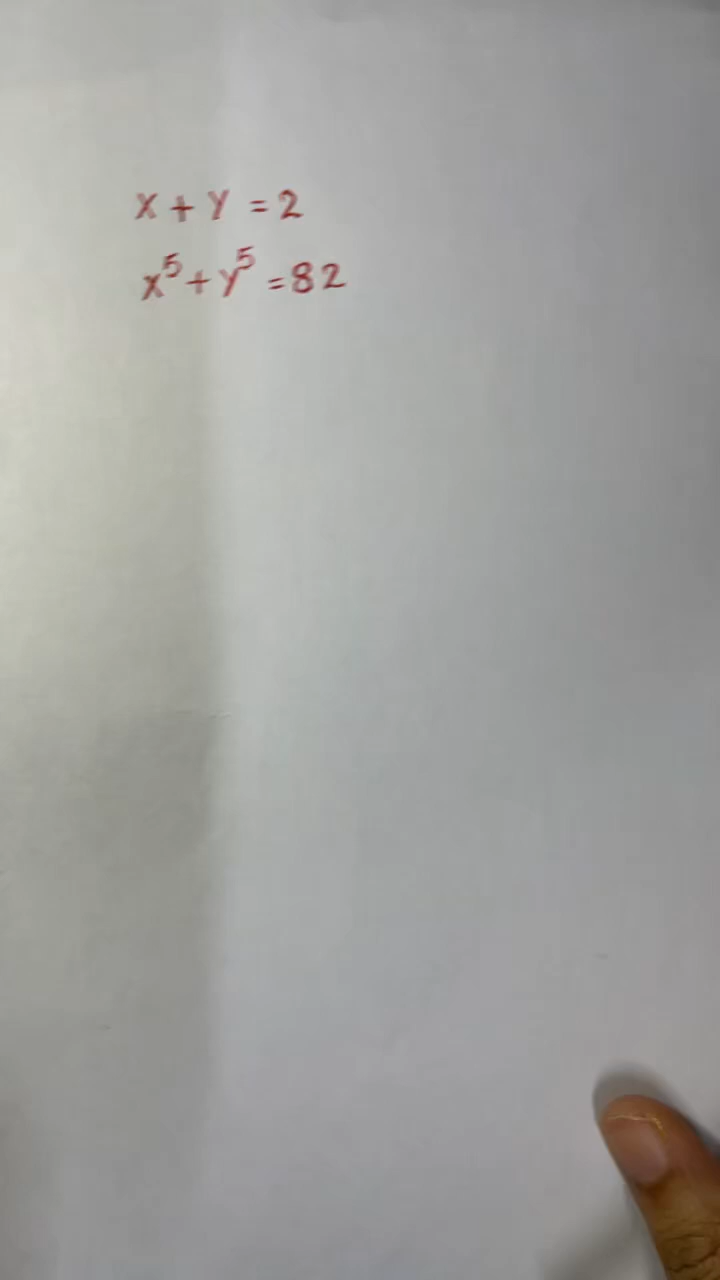 x + y = 2
x⁵ + y⁵ = 82